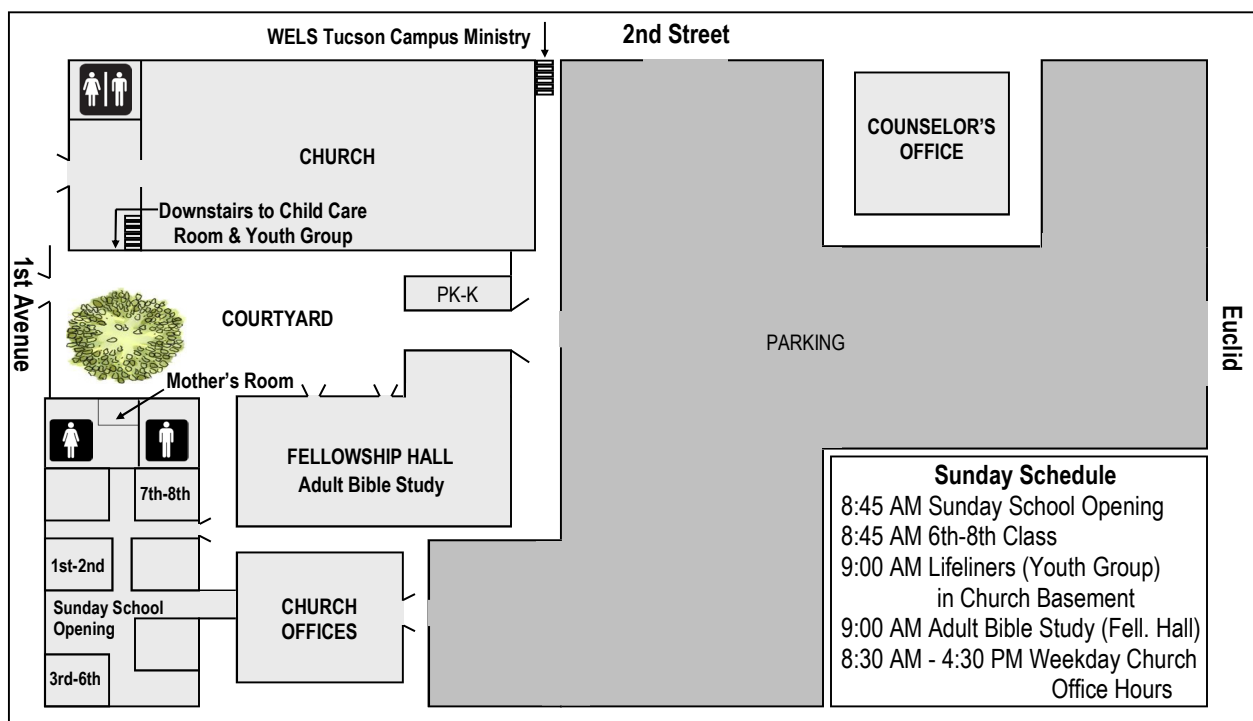 WELS Tucson Campus Ministry
2nd Street
CHURCH
COUNSELOR'S
OFFICE
Downstairs to Child Care
Room & Youth Group
1st Avenue
PK-K
COURTYARD
PARKING
Euclid
Mother's Room
FELLOWSHIP HALL
Adult Bible Study
7th-8th
1st-2nd
Sunday School
Opening
CHURCH
OFFICES
3rd-6th
Sunday Schedule
8:45 AM Sunday School Opening
8:45 AM 6th-8th Class
9:00 AM Lifeliners (Youth Group)
in Church Basement
9:00 AM Adult Bible Study (Fell. Hall)
8:30 AM - 4:30 PM Weekday Church
Office Hours